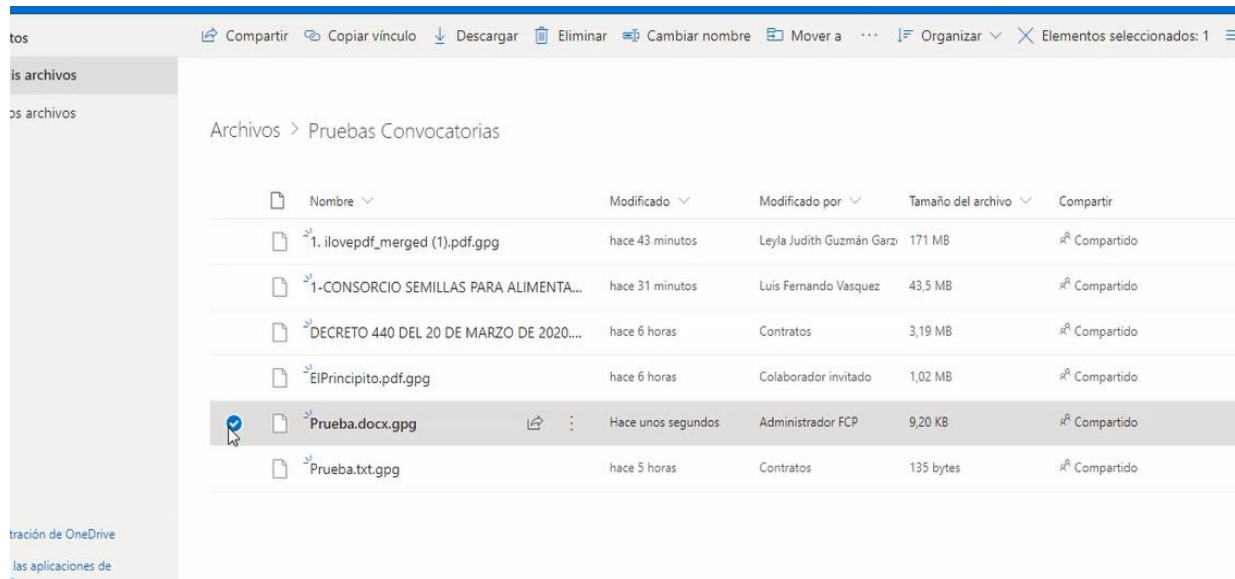 tos
Compartir Copiar vínculo Descargar Eliminar Cambiar nombre Mover a ··· Organizar Elementos seleccionados: 1
is archivos
os archivos
Archivos > Pruebas Convocatorias
Nombre Modificado Modificado por Tamaño del archivo Compartir
1. ilovepdf_merged (1).pdf.gpg hace 43 minutos Leyla Judith Guzmán Garz 171 MB Compartido
1-CONSORCIO SEMILLAS PARA ALIMENTA... hace 31 minutos Luis Fernando Vasquez 43,5 MB Compartido
DECRETO 440 DEL 20 DE MARZO DE 2020.... hace 6 horas Contratos 3,19 MB Compartido
ElPrincipito.pdf.gpg hace 6 horas Colaborador invitado 1,02 MB Compartido
Prueba.docx.gpg Hace unos segundos Administrador FCP 9,20 KB Compartido
Prueba.txt.gpg hace 5 horas Contratos 135 bytes Compartido
tración de OneDrive
las aplicaciones de